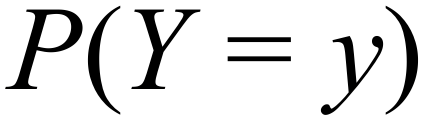 P(Y = y)